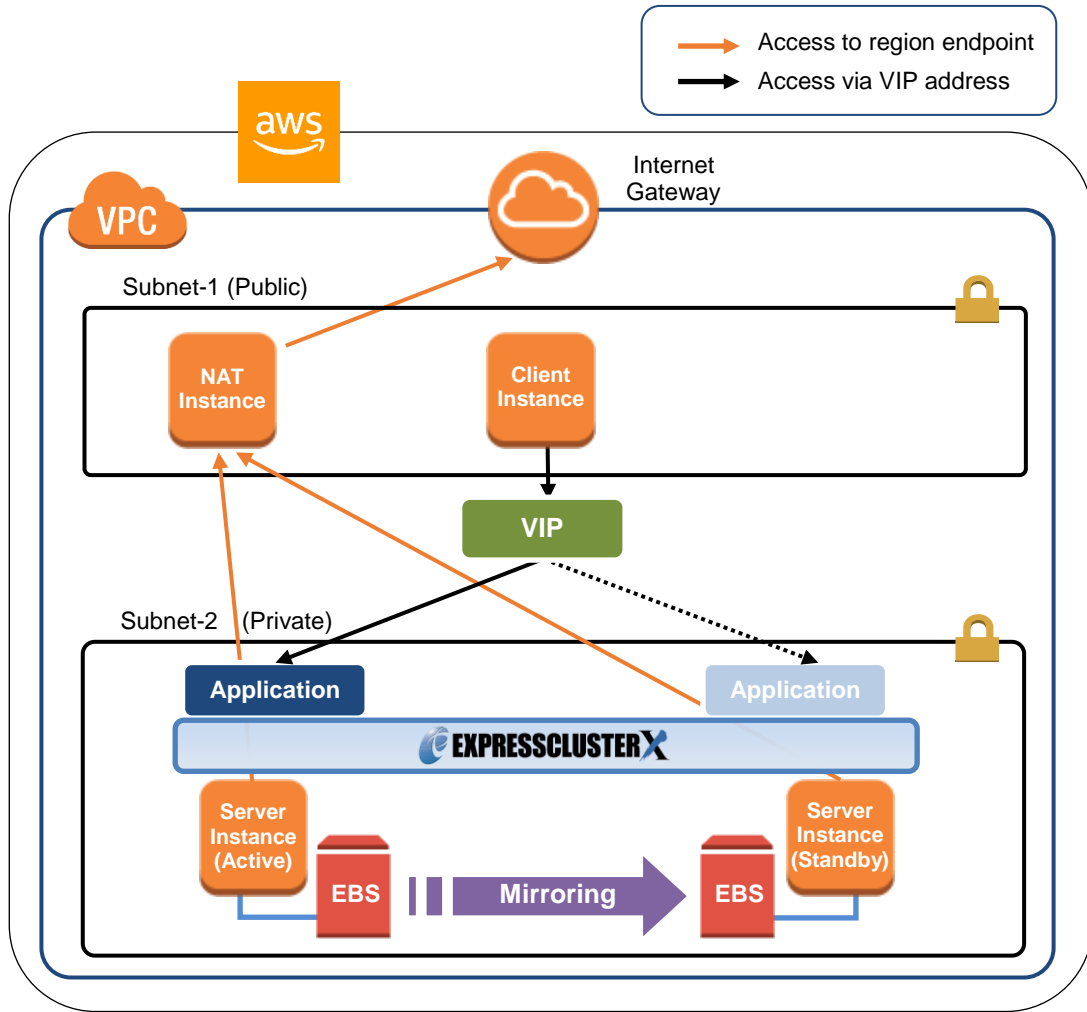 Access to region endpoint
Access via VIP address
aws
Internet
Gateway
VPC
Subnet-1 (Public)
NAT
Instance
Client
Instance
VIP
Subnet-2 (Private)
Application
Application
EXPRESSCLUSTER X
Server
Instance
(Active)
Server
Instance
(Standby)
EBS
Mirroring
EBS